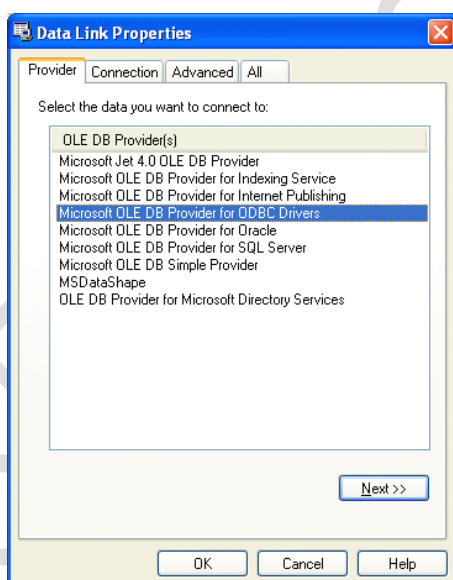 Data Link Properties
Provider Connection Advanced All
Select the data you want to connect to:
OLE DB Provider(s)
Microsoft Jet 4.0 OLE DB Provider
Microsoft OLE DB Provider for Indexing Service
Microsoft OLE DB Provider for Internet Publishing
Microsoft OLE DB Provider for ODBC Drivers
Microsoft OLE DB Provider for Oracle
Microsoft OLE DB Provider for SQL Server
Microsoft OLE DB Simple Provider
MSDataShape
OLE DB Provider for Microsoft Directory Services
Next >>
OK Cancel Help